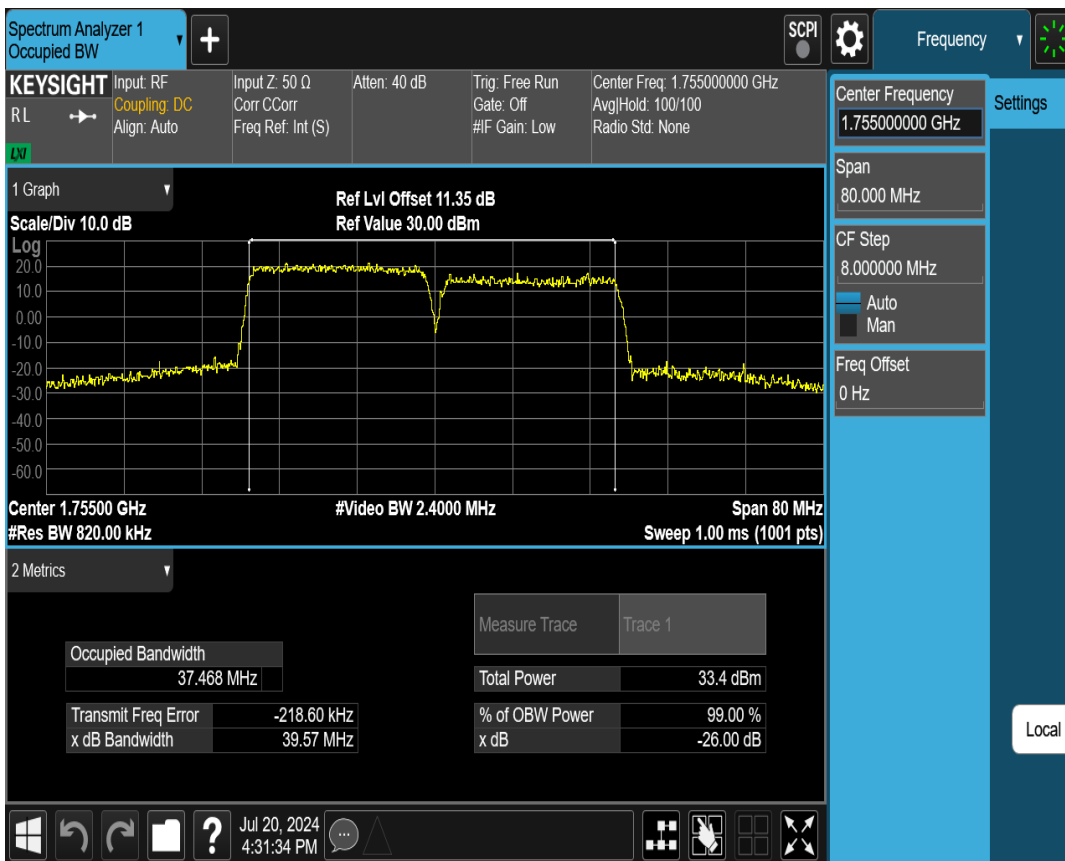 Spectrum Analyzer 1
Occupied BW
+
SCPI
Frequency
KEYSIGHT
RL
LXI
Input: RF
Coupling: DC
Align: Auto
Input Z: 50 Ω
Corr CCorr
Freq Ref: Int (S)
Atten: 40 dB
Trig: Free Run
Gate: Off
#IF Gain: Low
Center Freq: 1.755000000 GHz
Avg|Hold: 100/100
Radio Std: None
Center Frequency
1.755000000 GHz
Settings
Span
80.000 MHz
CF Step
8.000000 MHz
Auto
Man
Freq Offset
0 Hz
Local
1 Graph
Scale/Div 10.0 dB
Ref Lvl Offset 11.35 dB
Ref Value 30.00 dBm
Log
20.0
10.0
0.00
-10.0
-20.0
-30.0
-40.0
-50.0
-60.0
Center 1.75500 GHz
#Res BW 820.00 kHz
#Video BW 2.4000 MHz
Span 80 MHz
Sweep 1.00 ms (1001 pts)
2 Metrics
Measure Trace Trace 1
Occupied Bandwidth
37.468 MHz
Total Power 33.4 dBm
Transmit Freq Error -218.60 kHz
% of OBW Power 99.00 %
x dB Bandwidth 39.57 MHz
x dB -26.00 dB
?
Jul 20, 2024
4:31:34 PM